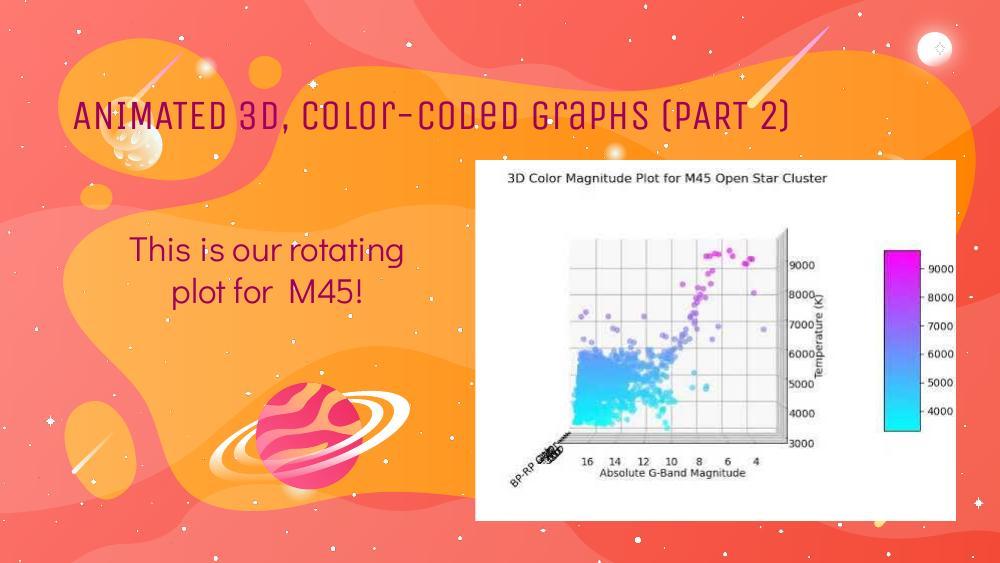 ANIMATED 3D, COLOR-CODED GRAPHS (PART 2)
This is our rotating
plot for M45!
3D Color Magnitude Plot for M45 Open Star Cluster
9000
8000
7000
6000
5000
4000
3000
Temperature (K)
9000
8000
7000
6000
5000
4000
BP-RP
16 14 12 10 8 6 4
Absolute G-Band Magnitude